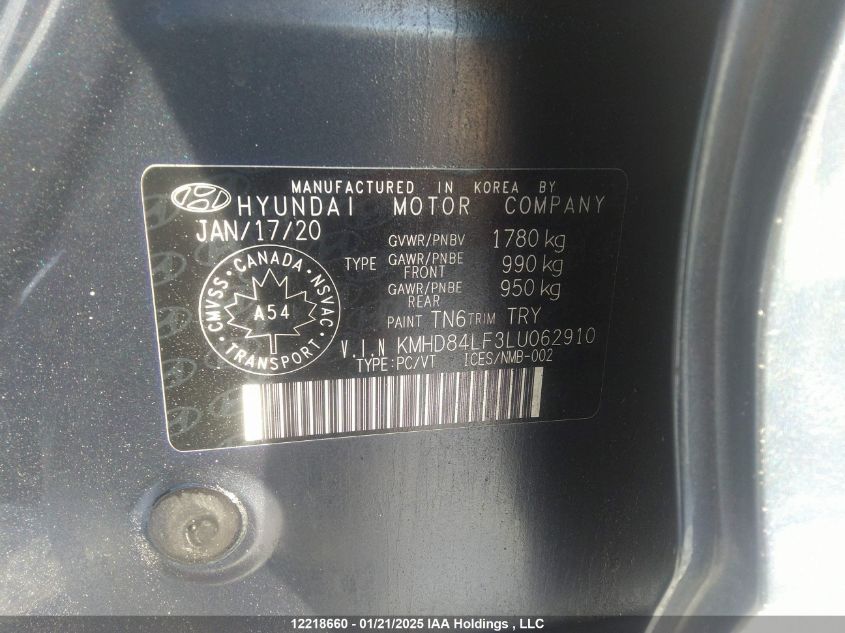 MANUFACTURED IN KOREA BY
HYUNDAI MOTOR COMPANY
JAN/17/20
GVWR/PNBV 1780 kg
TYPE GAWR/PNBE FRONT 990 kg
GAWR/PNBE REAR 950 kg
CMVSS · CANADA · NSVAC
A54
TRANSPORT
PAINT TN6 TRIM TRY
V.I.N KMHD84LF3LU062910
TYPE:PC/VT ICES/NMB-002
12218660 - 01/21/2025 IAA Holdings , LLC